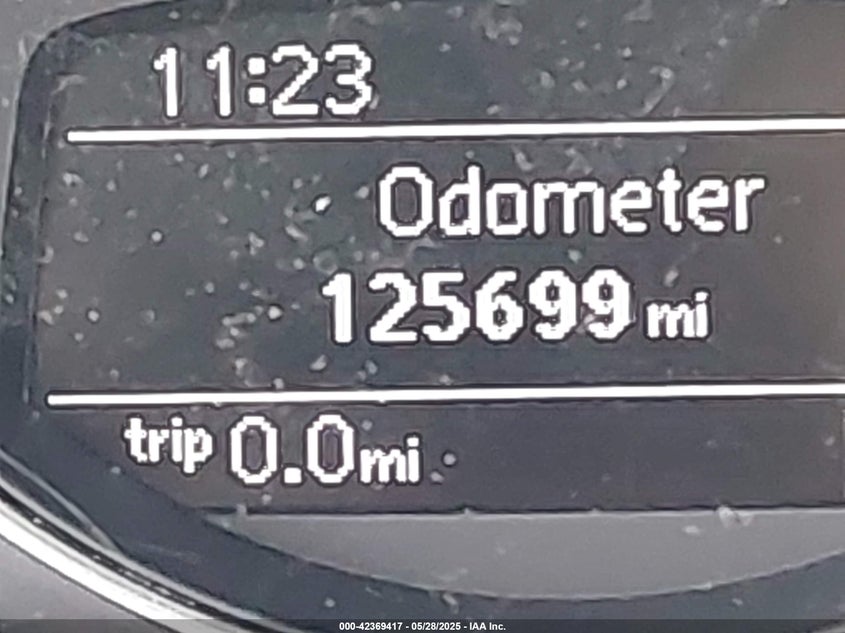 11:23
Odometer
125699 mi
trip 0.0 mi
000-42369417 - 05/28/2025 - IAA Inc.